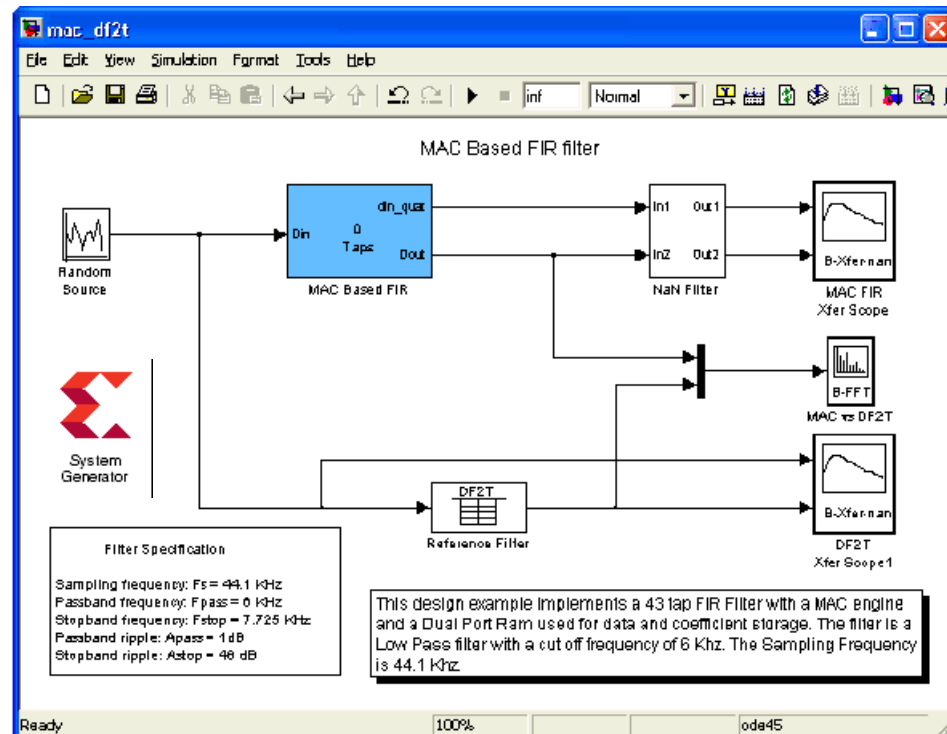 mac_df2t
File Edit View Simulation Format Tools Help
inf Normal
MAC Based FIR filter
din_quat
Din 0 Taps Dout
MAC Based FIR
In1 Out1
In2 Out2
NaN Filter
B-Xfer-nan
MAC FIR
Xfer Scope
Random
Source
B-FFT
MAC vs DF2T
System
Generator
DF2T
Reference Filter
B-Xfer-nan
DF2T
Xfer Scope1
Filter Specification
Sampling frequency: Fs = 44.1 KHz
Passband frequency: Fpass = 6 KHz
Stopband frequency: Fstop = 7.725 KHz
Passband ripple: Apass = 1dB
Stopband ripple: Astop = 46 dB
This design example implements a 43 tap FIR Filter with a MAC engine
and a Dual Port Ram used for data and coefficient storage. The filter is a
Low Pass filter with a cut off frequency of 6 Khz. The Sampling Frequency
is 44.1 Khz.
Ready 100% ode45